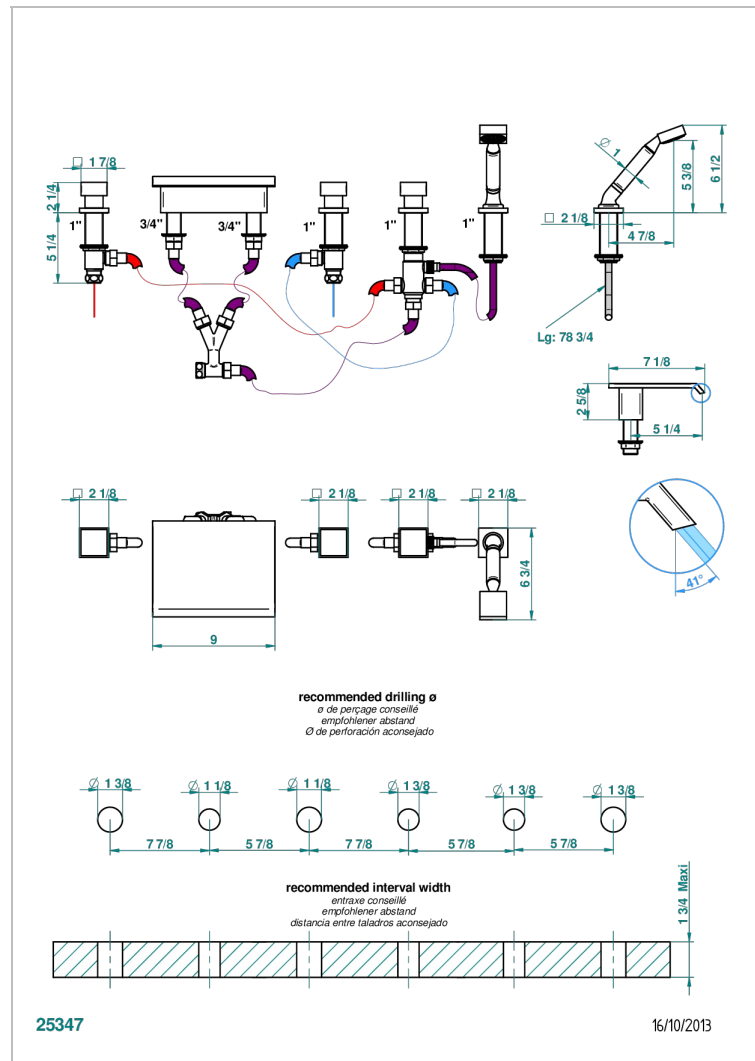 □ 1 7/8
2 1/4
5 1/4
1"
3/4"
3/4"
1"
1"
1"
Ø 1
5 3/8
6 1/2
□ 2 1/8
4 7/8
Lg: 78 3/4
7 1/8
2 5/8
5 1/4
□ 2 1/8
□ 2 1/8
□ 2 1/8
□ 2 1/8
6 3/4
9
41°
recommended drilling ø
ø de perçage conseillé
empfohlener abstand
Ø de perforación aconsejado
Ø 1 3/8
Ø 1 1/8
Ø 1 1/8
Ø 1 3/8
Ø 1 3/8
Ø 1 3/8
7 7/8
5 7/8
7 7/8
5 7/8
5 7/8
recommended interval width
entraxe conseillé
empfohlener abstand
distancia entre taladros aconsejado
1 3/4 Maxi
25347
16/10/2013